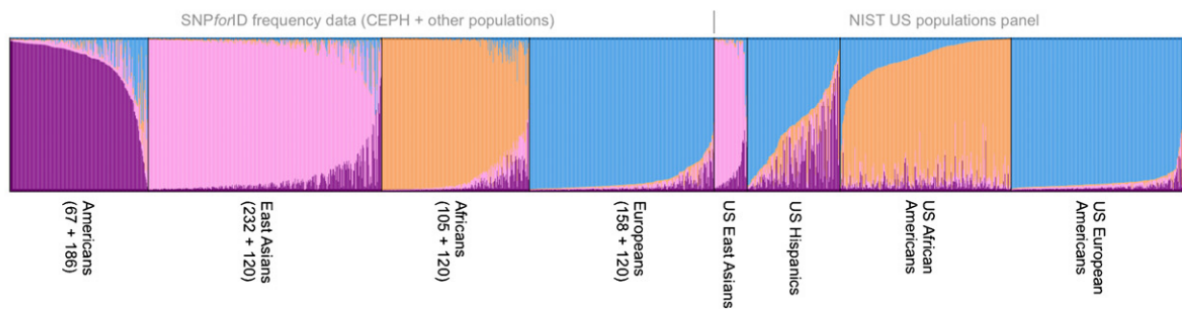 SNPforID frequency data (CEPH + other populations)
NIST US populations panel
Americans
(67 + 186)
East Asians
(232 + 120)
Africans
(105 + 120)
Europeans
(158 + 120)
US East Asians
US Hispanics
US African
Americans
US European
Americans